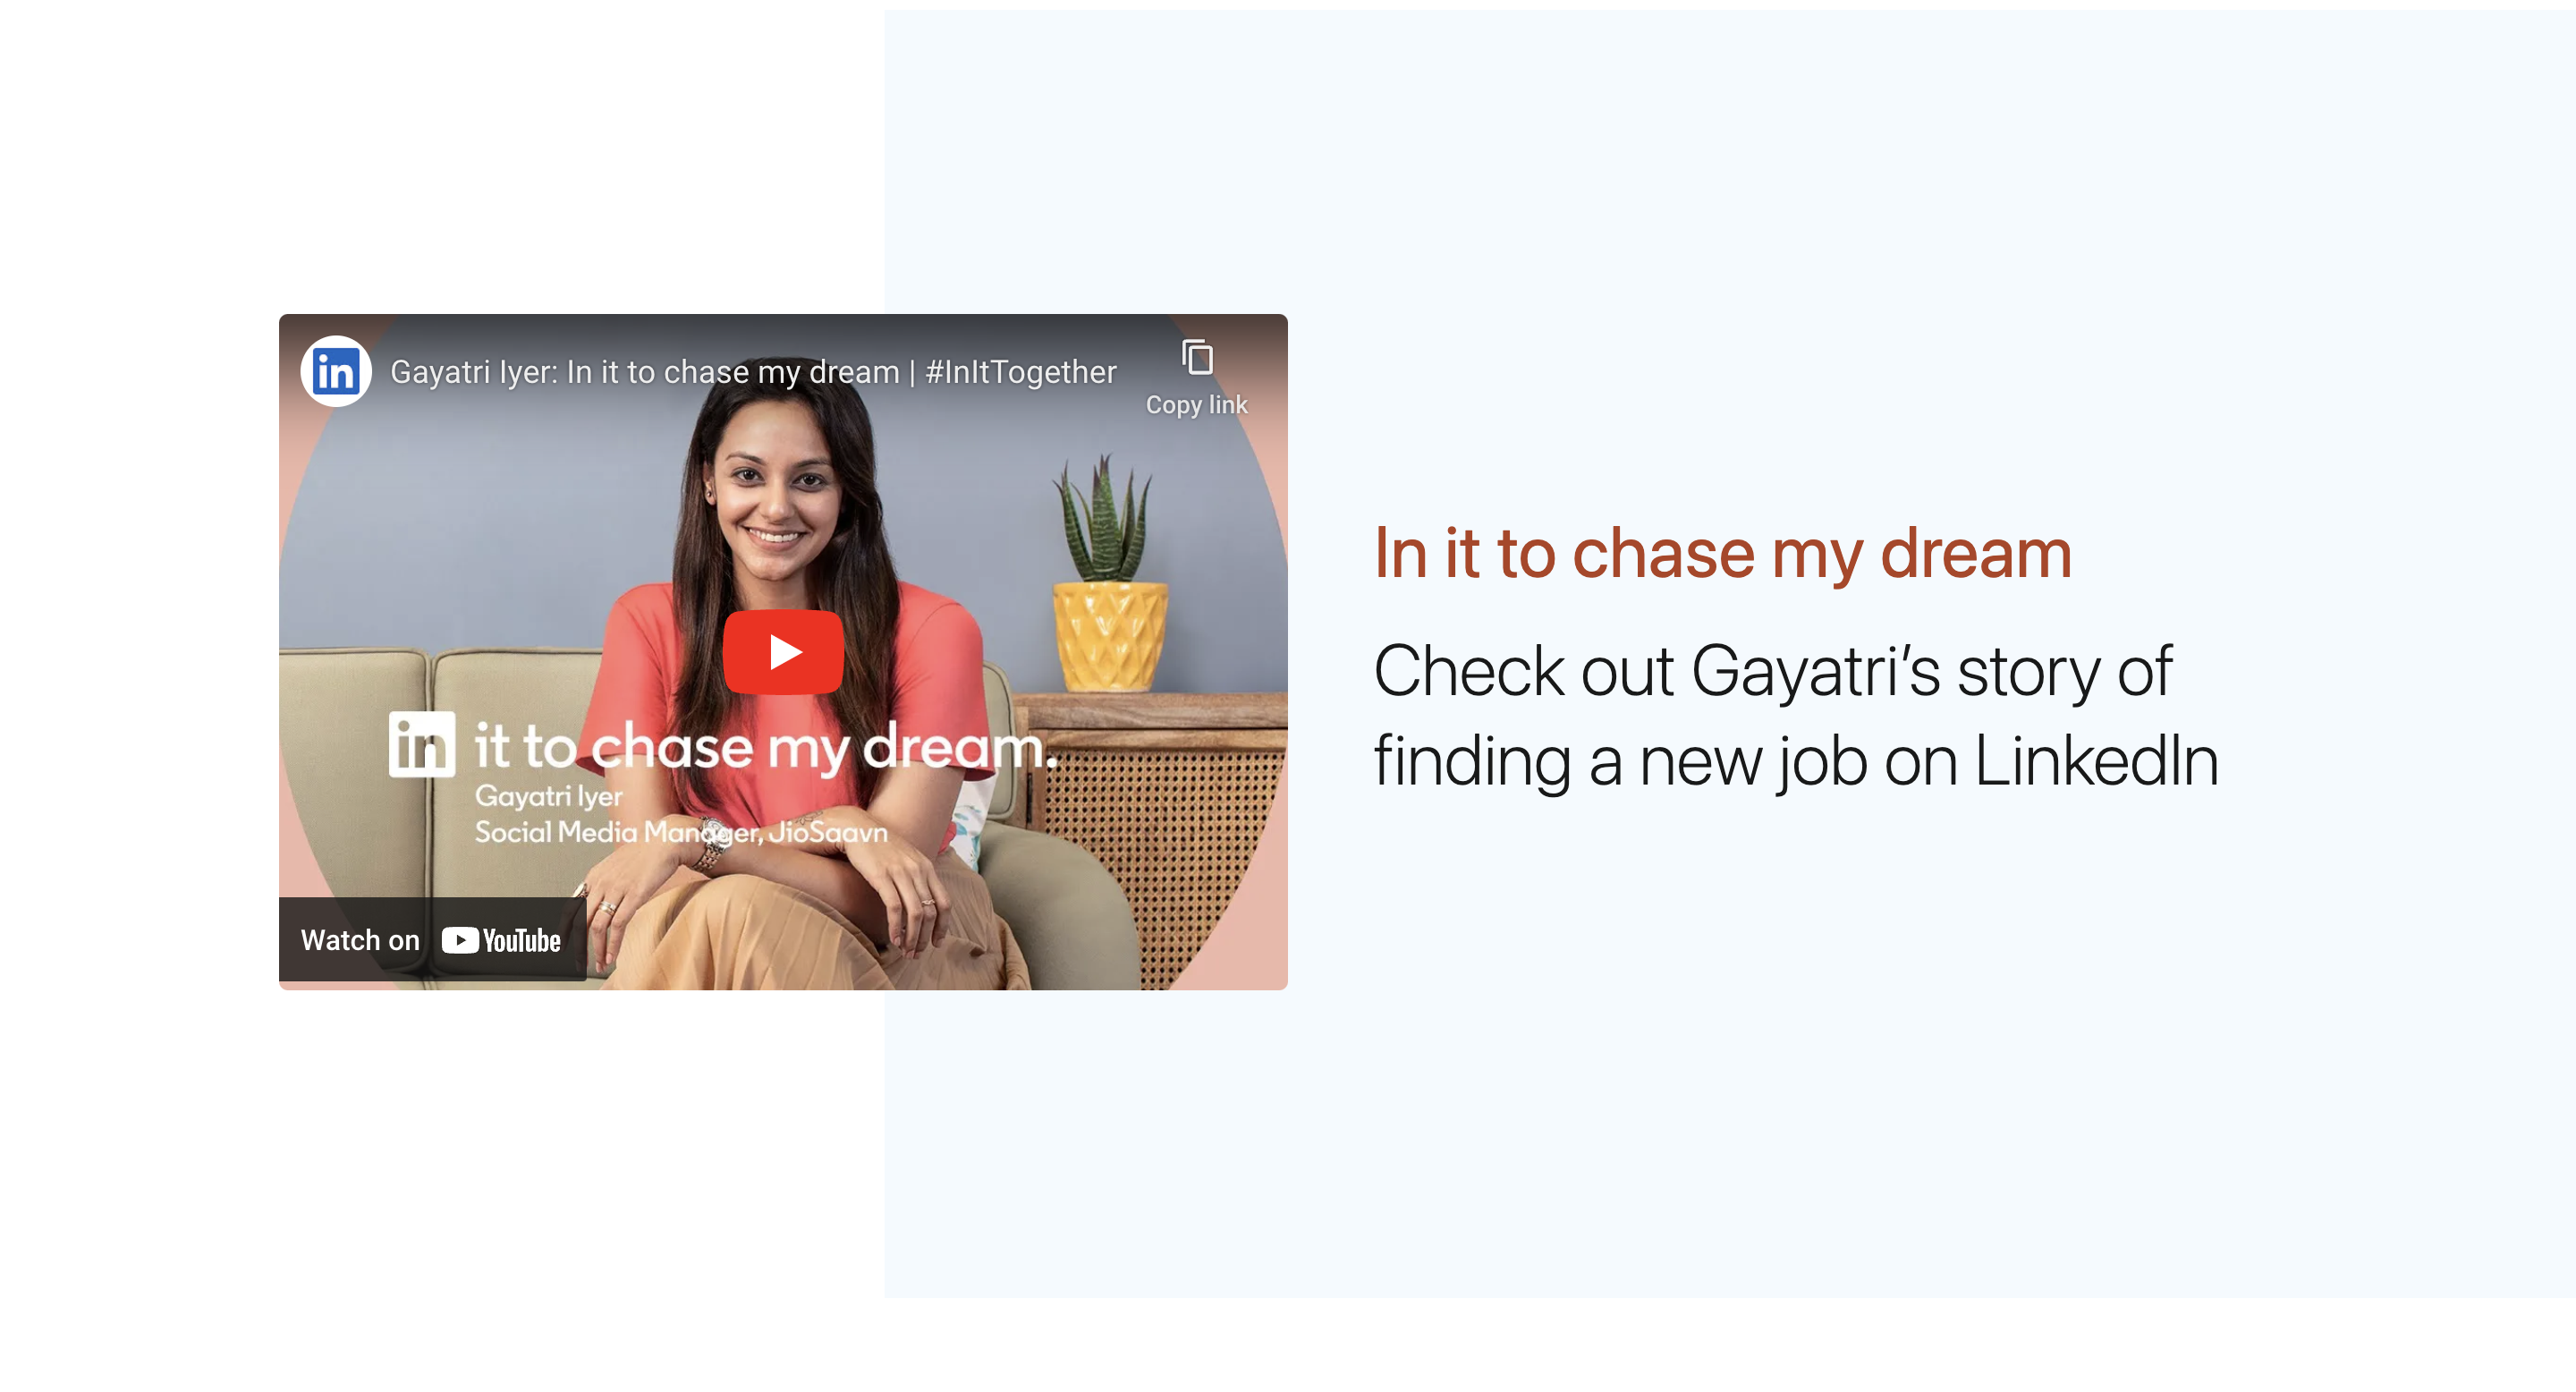 in
Gayatri Iyer: In it to chase my dream | #InItTogether
Copy link
in it to chase my dream.
Gayatri Iyer
Social Media Manager, JioSaavn
Watch on YouTube
In it to chase my dream
Check out Gayatri’s story of
finding a new job on LinkedIn